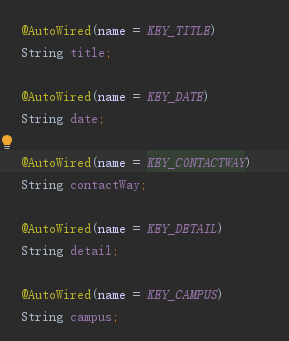 @AutoWired(name = KEY_TITLE)
String title;
@AutoWired(name = KEY_DATE)
String date;
@AutoWired(name = KEY_CONTACTWAY)
String contactWay;
@AutoWired(name = KEY_DETAIL)
String detail;
@AutoWired(name = KEY_CAMPUS)
String campus;